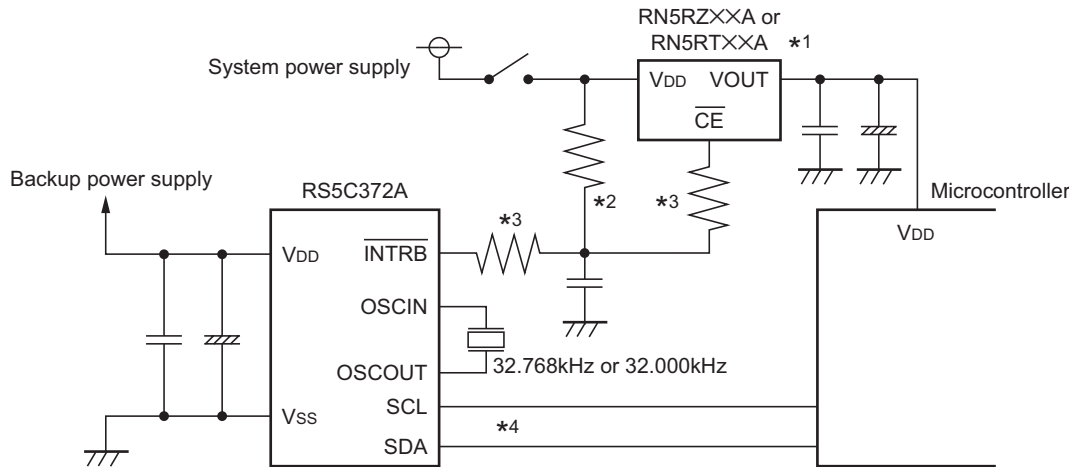 RN5RZ××A or
RN5RT××A *1
System power supply
VDD VOUT
CE
Backup power supply
RS5C372A
*2
*3
Microcontroller
*3
VDD
VDD
INTRB
OSCIN
32.768kHz or 32.000kHz
OSCOUT
SCL
VSS
*4
SDA